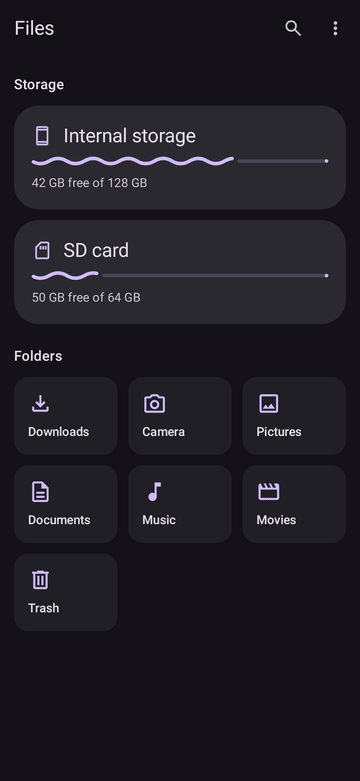 Files
Storage
Internal storage
42 GB free of 128 GB
SD card
50 GB free of 64 GB
Folders
Downloads
Camera
Pictures
Documents
Music
Movies
Trash